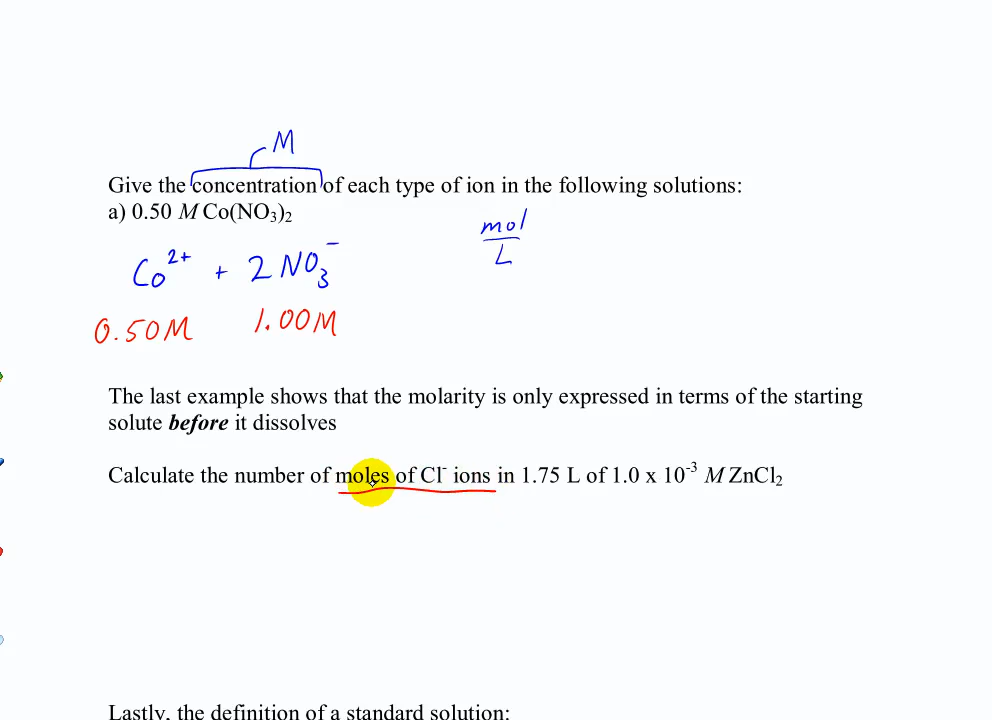 M
Give the concentration of each type of ion in the following solutions:
a) 0.50 M Co(NO₃)₂
mol
L
Co²⁺ + 2 NO₃⁻
0.50M 1.00M
The last example shows that the molarity is only expressed in terms of the starting
solute before it dissolves
Calculate the number of moles of Cl⁻ ions in 1.75 L of 1.0 x 10⁻³ M ZnCl₂
Lastly, the definition of a standard solution: